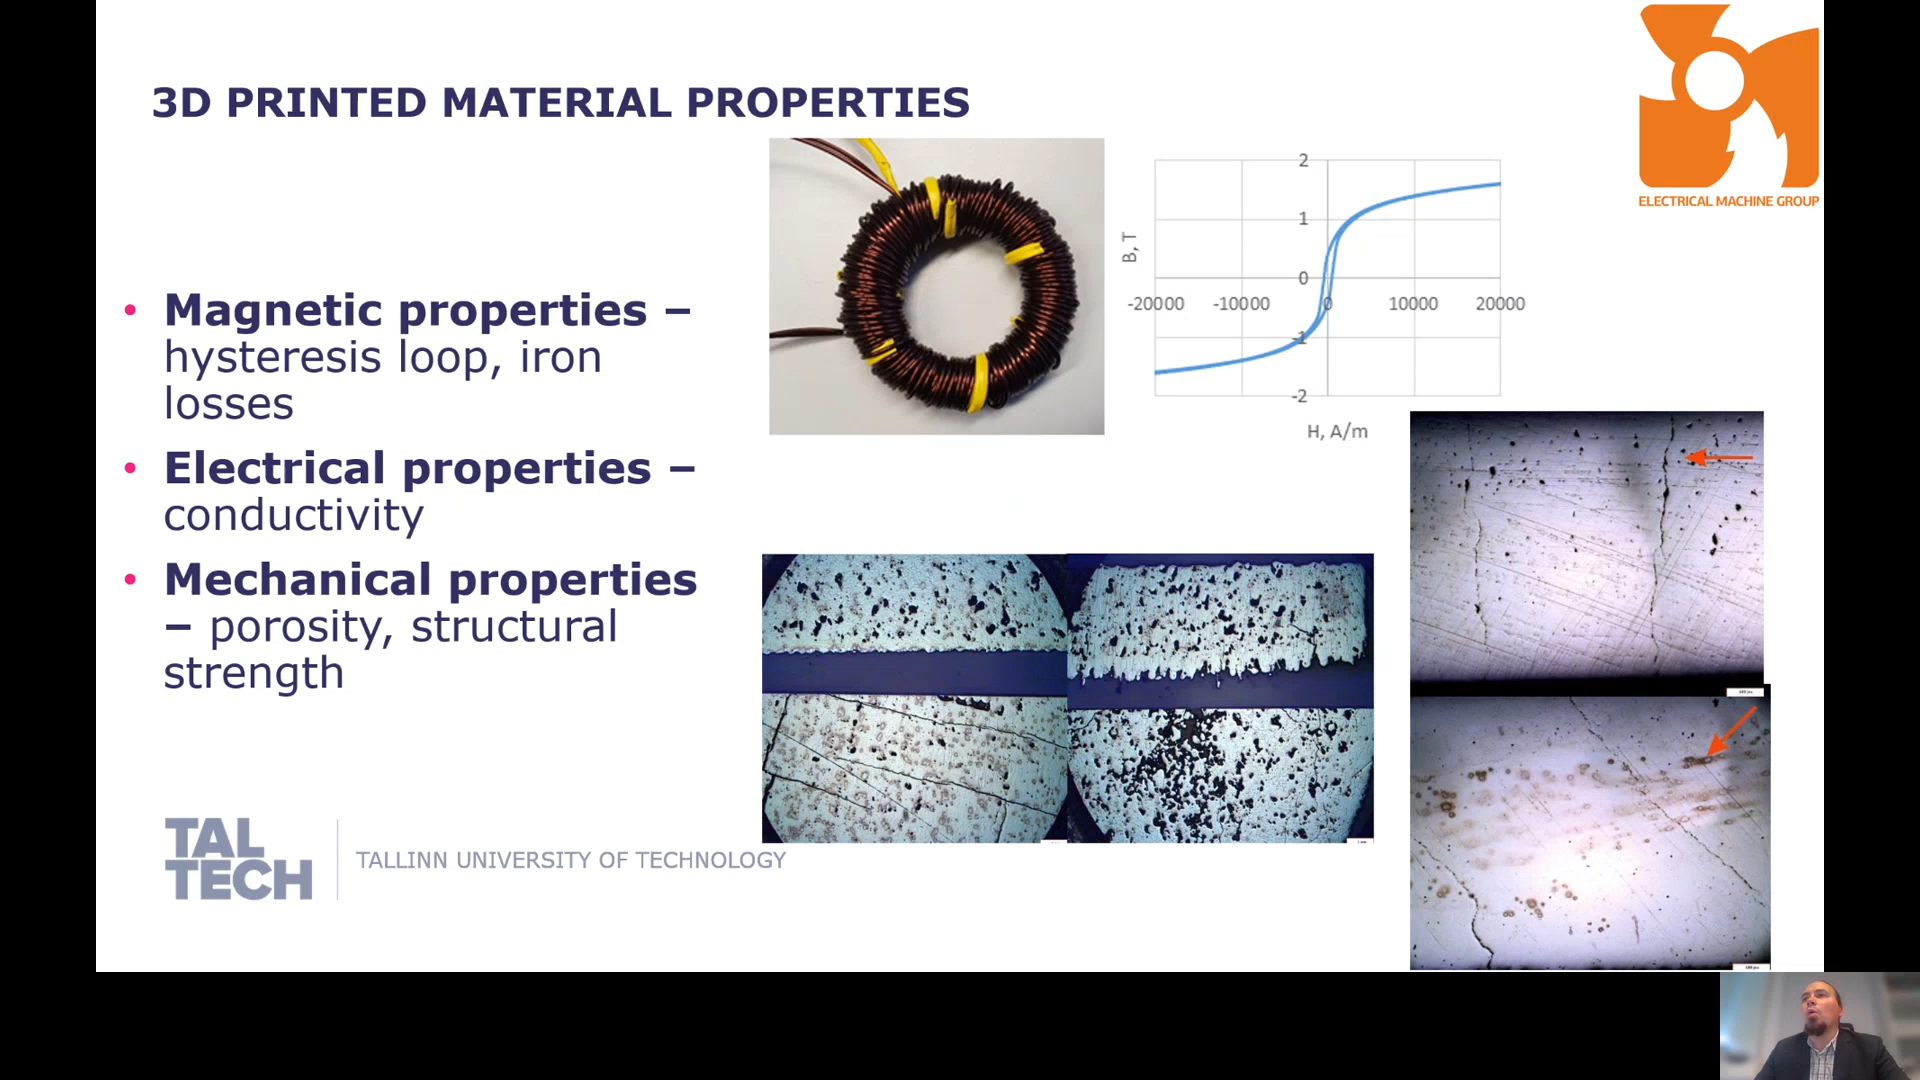 3D PRINTED MATERIAL PROPERTIES
ELECTRICAL MACHINE GROUP
• Magnetic properties –
hysteresis loop, iron
losses
• Electrical properties –
conductivity
• Mechanical properties
– porosity, structural
strength
2
1
0
-20000 -10000 0 10000 20000
-1
-2
B, T
H, A/m
TAL
TECH
TALLINN UNIVERSITY OF TECHNOLOGY